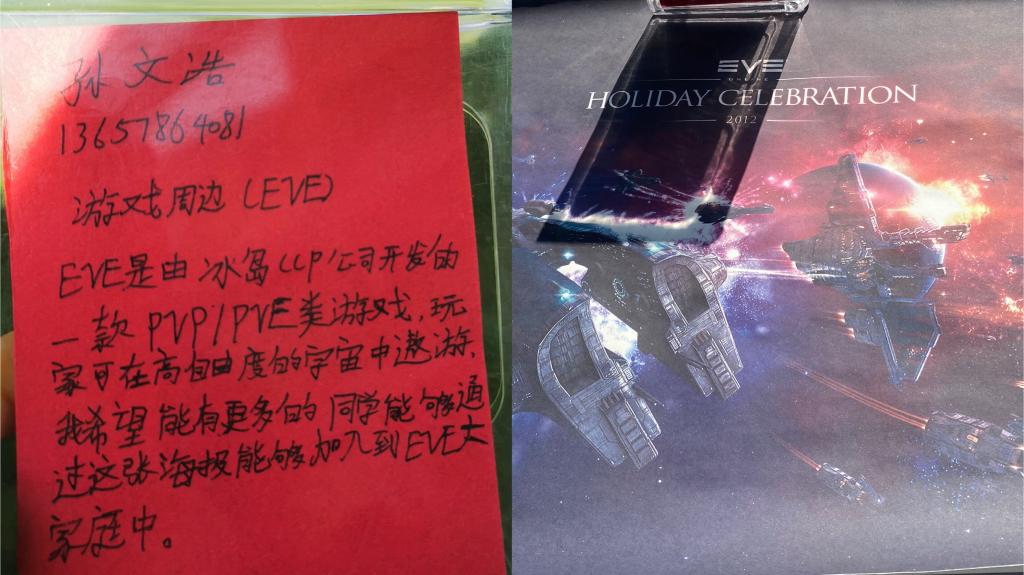 孙文浩
13657864081
游戏周边(EVE)
EVE是由冰岛CCP公司开发的
一款PVP/PVE类游戏,玩
家可在高自由度的宇宙中遨游,
我希望能有更多的同学能够通
过这张海报能够加入到EVE大
家庭中。
EVE
ONLINE
HOLIDAY CELEBRATION
2012